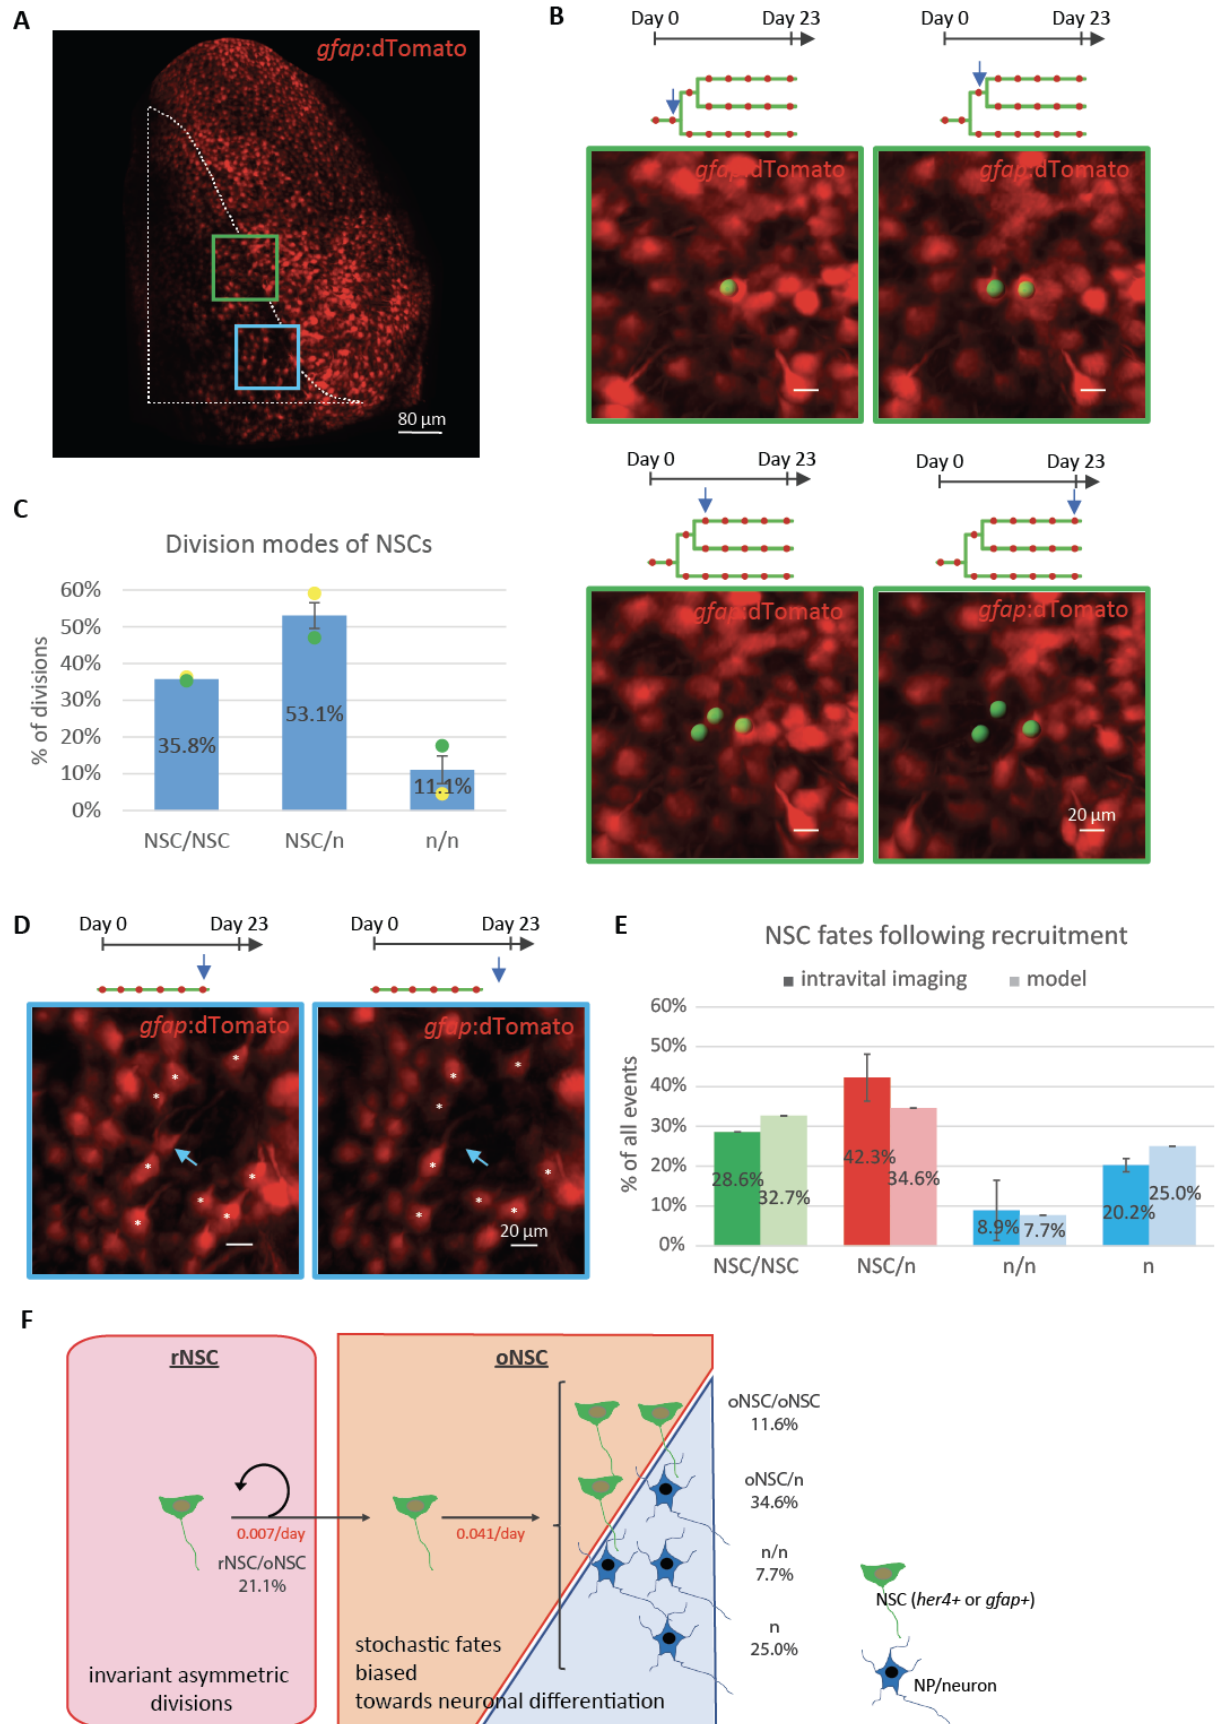 A
gfap:dTomato
80 µm
B
Day 0 Day 23
Day 0 Day 23
gfap:dTomato
gfap:dTomato
Day 0 Day 23
Day 0 Day 23
gfap:dTomato
gfap:dTomato
20 µm
C
Division modes of NSCs
% of divisions
60%
50%
40%
30%
20%
10%
0%
35.8%
53.1%
11.1%
NSC/NSC NSC/n n/n
D
Day 0 Day 23
Day 0 Day 23
gfap:dTomato
gfap:dTomato
20 µm
E
NSC fates following recruitment
intravital imaging model
% of all events
60%
50%
40%
30%
20%
10%
0%
28.6% 32.7%
42.3% 34.6%
8.9% 7.7%
20.2% 25.0%
NSC/NSC NSC/n n/n n
F
rNSC
0.007/day
rNSC/oNSC
21.1%
invariant asymmetric
divisions
oNSC
0.041/day
stochastic fates
biased
towards neuronal differentiation
oNSC/oNSC
11.6%
oNSC/n
34.6%
n/n
7.7%
n
25.0%
NSC (her4+ or gfap+)
NP/neuron